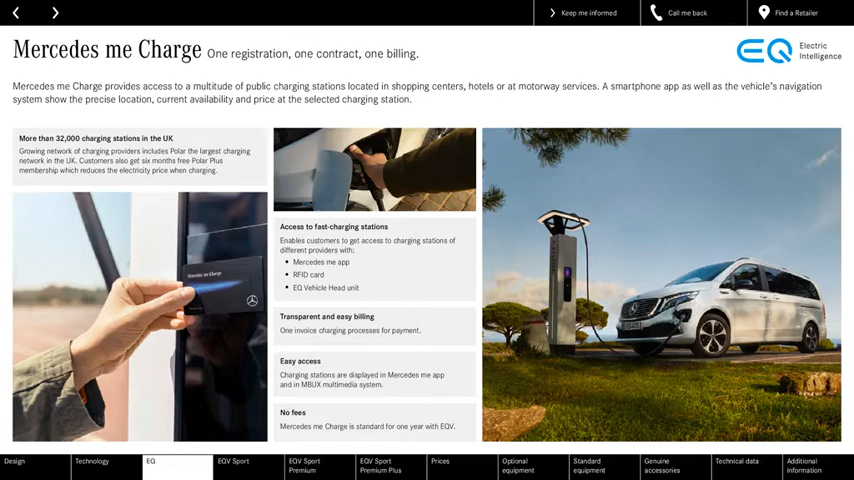 Keep me informed
Call me back
Find a Retailer
Mercedes me Charge One registration, one contract, one billing.
EQ Electric
Intelligence
Mercedes me Charge provides access to a multitude of public charging stations located in shopping centers, hotels or at motorway services. A smartphone app as well as the vehicle's navigation
system show the precise location, current availability and price at the selected charging station.
More than 32,000 charging stations in the UK
Growing network of charging providers includes Polar the largest charging
network in the UK. Customers also get six months free Polar Plus
membership which reduces the electricity price when charging.
Mercedes me Charge
Access to fast-charging stations
Enables customers to get access to charging stations of
different providers with:
• Mercedes me app
• RFID card
• EQ Vehicle Head unit
Transparent and easy billing
One invoice charging processes for payment.
Easy access
Charging stations are displayed in Mercedes me app
and in MBUX multimedia system.
No fees
Mercedes me Charge is standard for one year with EQV.
Design
Technology
EQ
EQV Sport
EQV Sport
Premium
EQV Sport
Premium Plus
Prices
Optional
equipment
Standard
equipment
Genuine
accessories
Technical data
Additional
information